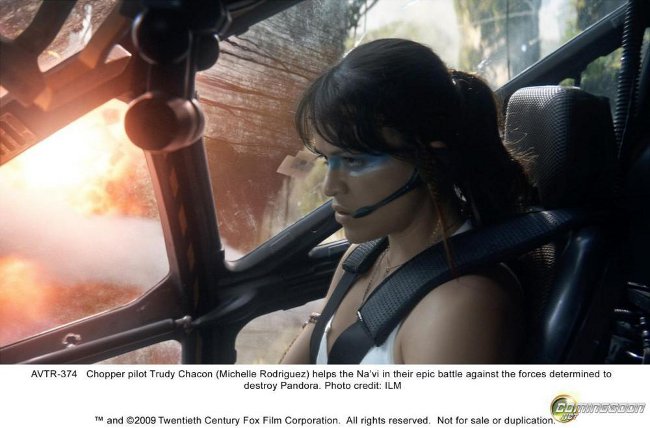 AVTR-374 Chopper pilot Trudy Chacon (Michelle Rodriguez) helps the Na'vi in their epic battle against the forces determined to
destroy Pandora. Photo credit: ILM
™ and ©2009 Twentieth Century Fox Film Corporation. All rights reserved. Not for sale or duplication.
COMINGSOON
.NET